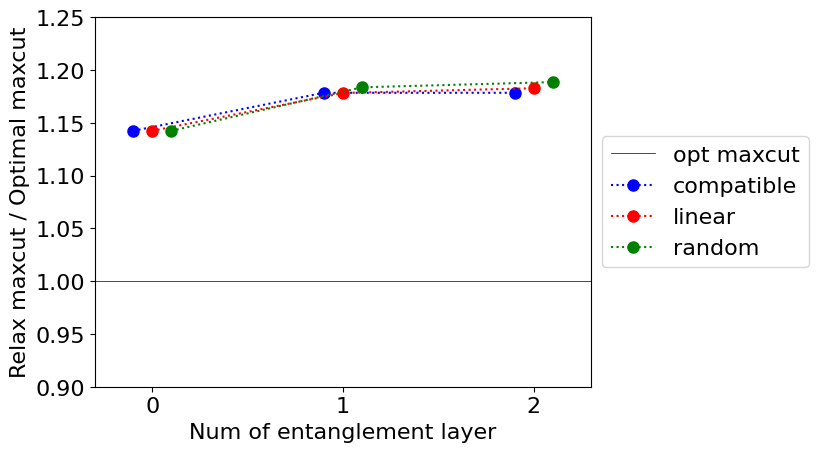 Relax maxcut / Optimal maxcut
1.25
1.20
1.15
1.10
1.05
1.00
0.95
0.90
0
1
2
Num of entanglement layer
opt maxcut
compatible
linear
random